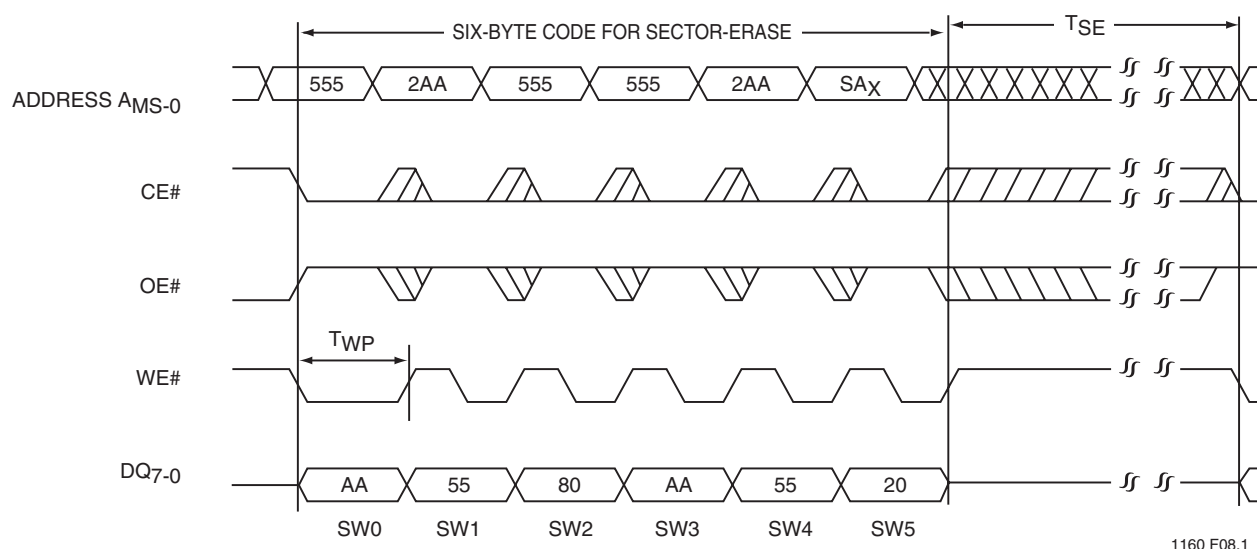 SIX-BYTE CODE FOR SECTOR-ERASE
TSE
ADDRESS AMS-0
555 2AA 555 555 2AA SAX
CE#
OE#
TWP
WE#
DQ7-0
AA 55 80 AA 55 20
SW0 SW1 SW2 SW3 SW4 SW5
1160 F08.1